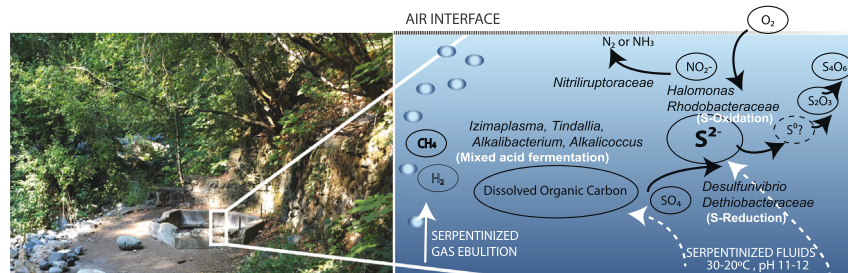 AIR INTERFACE
O₂
N₂ or NH₃
NO₂-
S₄O₆
Nitriliruptoraceae
Halomonas
S₂O₃
Rhodobacteraceae
(S-Oxidation)
S⁰?
Izimaplasma, Tindallia,
CH₄
Alkalibacterium, Alkalicoccus
S²⁻
(Mixed acid fermentation)
H₂
Dissolved Organic Carbon
SO₄
Desulfurivibrio
Dethiobacteraceae
(S-Reduction)
SERPENTINIZED
GAS EBULITION
SERPENTINIZED FLUIDS
30-20ºC , pH 11-12